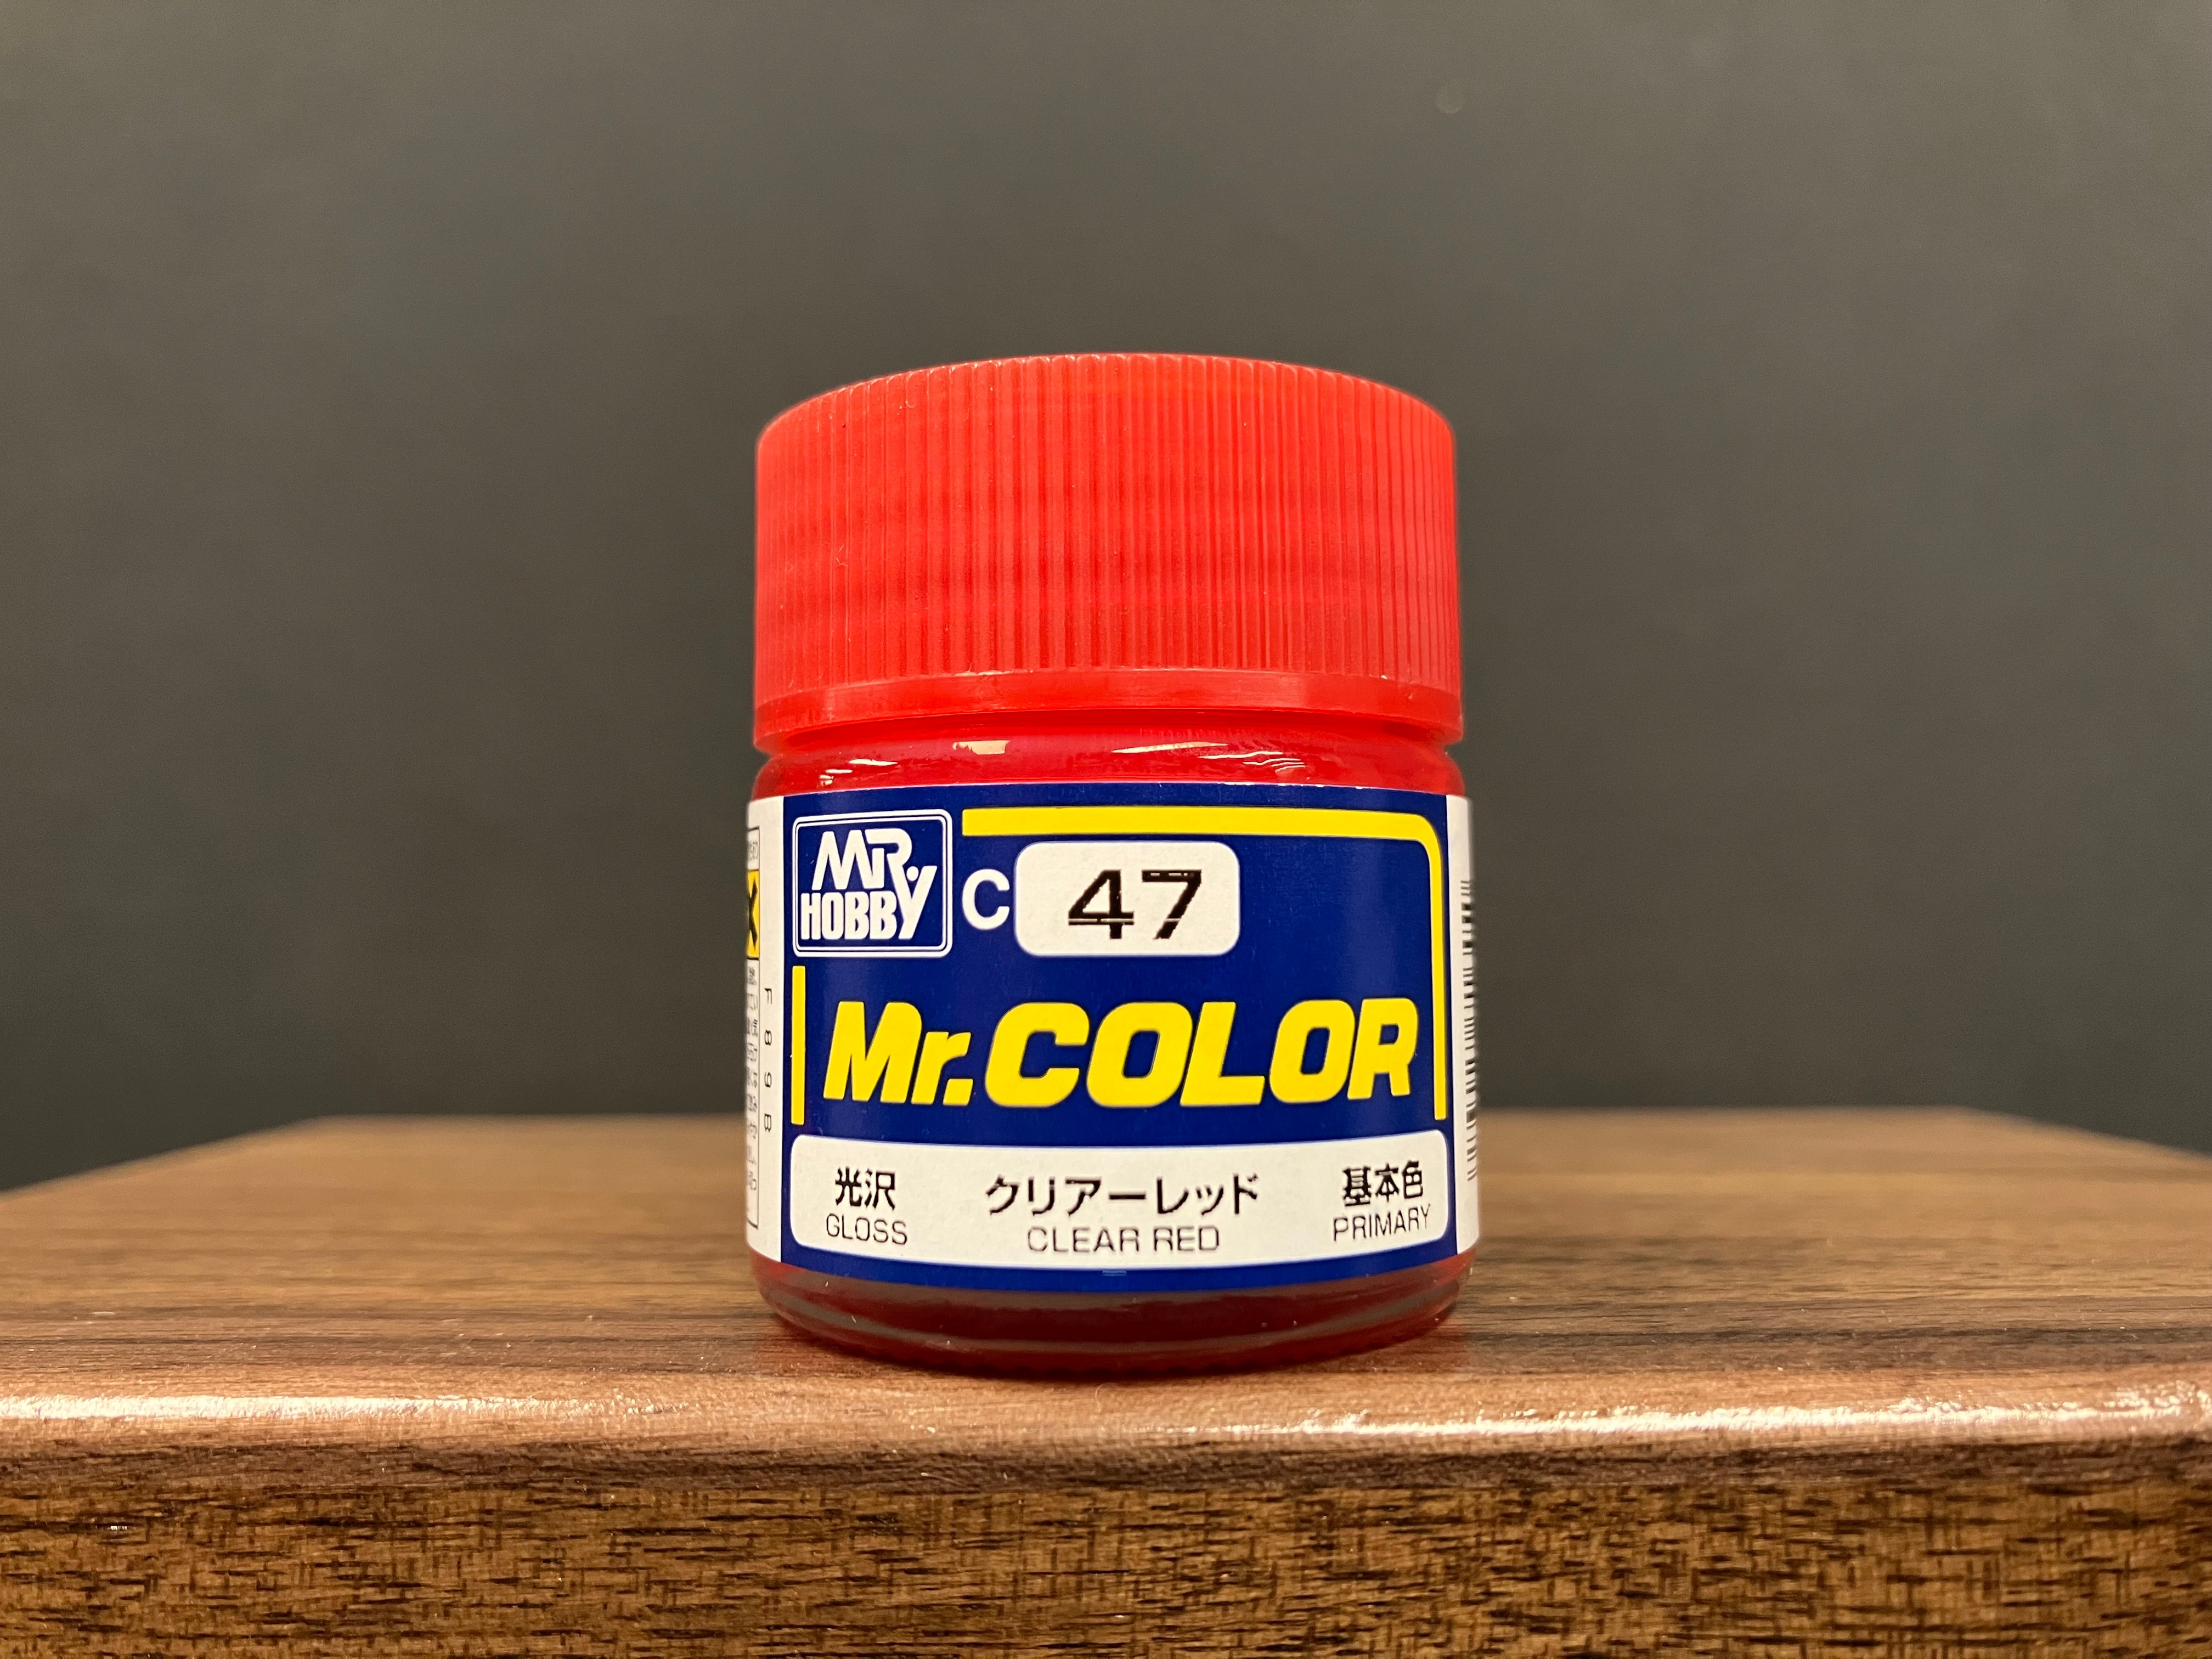 MR.
HOBBY
C 47
Mr.COLOR
光沢 クリアーレッド 基本色
GLOSS CLEAR RED PRIMARY
F89B